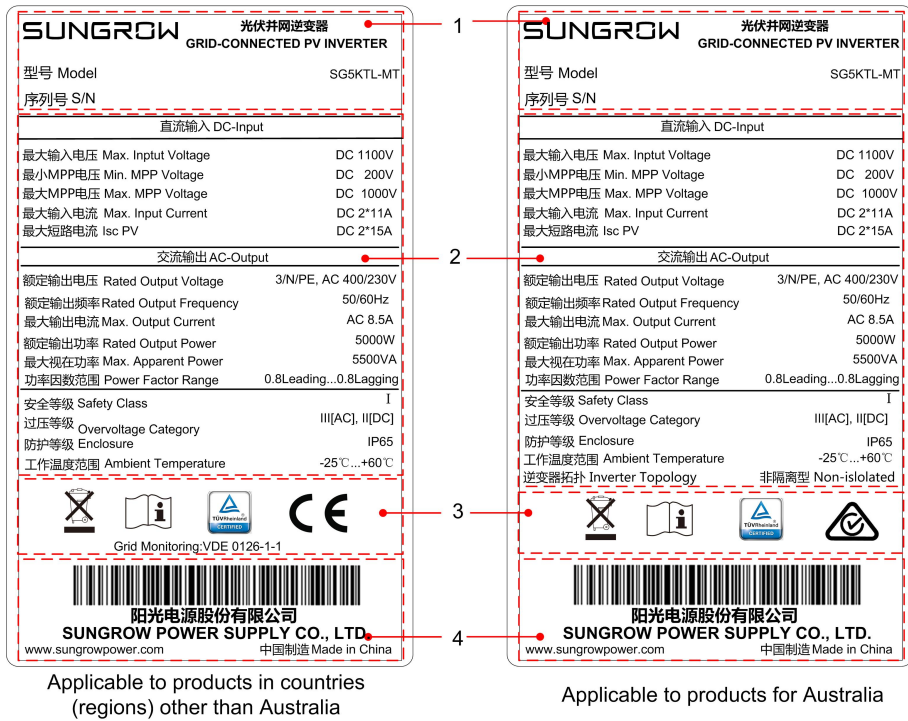 SUNGROW
光伏并网逆变器
GRID-CONNECTED PV INVERTER
型号 Model SG5KTL-MT
序列号 S/N
直流输入 DC-Input
最大输入电压 Max. Intput Voltage DC 1100V
最小MPP电压 Min. MPP Voltage DC 200V
最大MPP电压 Max. MPP Voltage DC 1000V
最大输入电流 Max. Input Current DC 2*11A
最大短路电流 Isc PV DC 2*15A
交流输出 AC-Output
额定输出电压 Rated Output Voltage 3/N/PE, AC 400/230V
额定输出频率 Rated Output Frequency 50/60Hz
最大输出电流 Max. Output Current AC 8.5A
额定输出功率 Rated Output Power 5000W
最大视在功率 Max. Apparent Power 5500VA
功率因数范围 Power Factor Range 0.8Leading...0.8Lagging
安全等级 Safety Class I
过压等级 Overvoltage Category III[AC], II[DC]
防护等级 Enclosure IP65
工作温度范围 Ambient Temperature -25℃...+60℃
TÜVRheinland
CERTIFIED
CE
Grid Monitoring:VDE 0126-1-1
阳光电源股份有限公司
SUNGROW POWER SUPPLY CO., LTD.
www.sungrowpower.com 中国制造 Made in China
Applicable to products in countries
(regions) other than Australia
1
2
3
4
SUNGROW
光伏并网逆变器
GRID-CONNECTED PV INVERTER
型号 Model SG5KTL-MT
序列号 S/N
直流输入 DC-Input
最大输入电压 Max. Intput Voltage DC 1100V
最小MPP电压 Min. MPP Voltage DC 200V
最大MPP电压 Max. MPP Voltage DC 1000V
最大输入电流 Max. Input Current DC 2*11A
最大短路电流 Isc PV DC 2*15A
交流输出 AC-Output
额定输出电压 Rated Output Voltage 3/N/PE, AC 400/230V
额定输出频率 Rated Output Frequency 50/60Hz
最大输出电流 Max. Output Current AC 8.5A
额定输出功率 Rated Output Power 5000W
最大视在功率 Max. Apparent Power 5500VA
功率因数范围 Power Factor Range 0.8Leading...0.8Lagging
安全等级 Safety Class I
过压等级 Overvoltage Category III[AC], II[DC]
防护等级 Enclosure IP65
工作温度范围 Ambient Temperature -25℃...+60℃
逆变器拓扑 Inverter Topology 非隔离型 Non-islolated
TÜVRheinland
CERTIFIED
阳光电源股份有限公司
SUNGROW POWER SUPPLY CO., LTD.
www.sungrowpower.com 中国制造 Made in China
Applicable to products for Australia